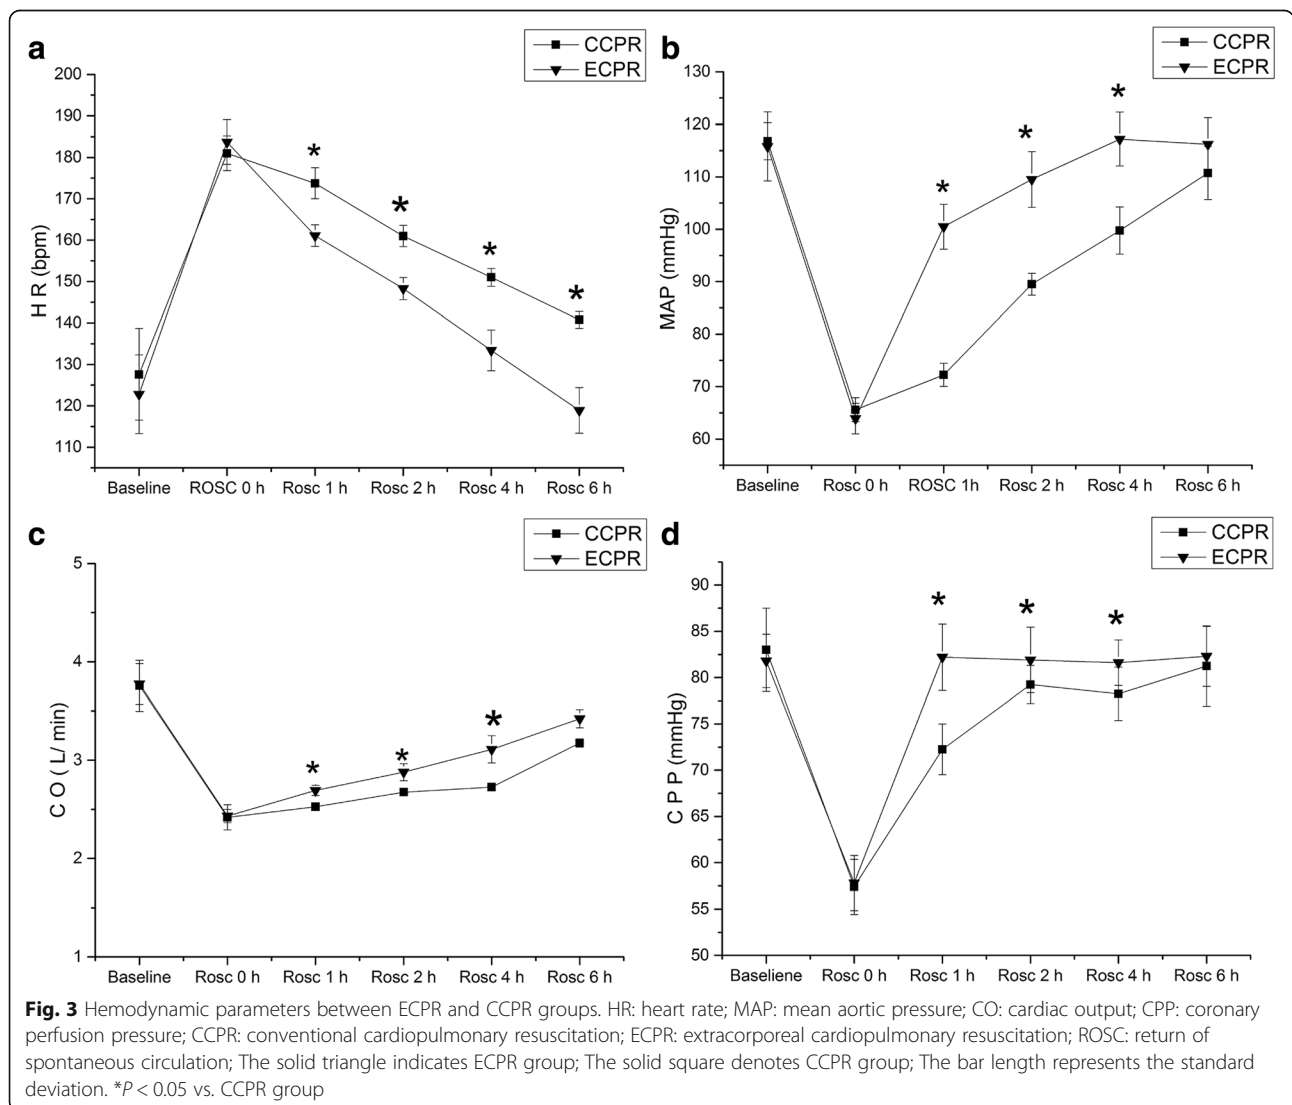 a
CCPR
ECPR
200
190
180
170
160
150
140
130
120
110
H R (bpm)
*
*
*
*
Baseline ROSC 0 h Rosc 1 h Rosc 2 h Rosc 4 h Rosc 6 h
b
CCPR
ECPR
130
120
110
100
90
80
70
60
MAP (mmHg)
*
*
*
Baseline Rosc 0 h ROSC 1h Rosc 2 h Rosc 4 h Rosc 6 h
c
CCPR
ECPR
5
4
3
2
1
C O ( L/ min)
*
*
*
Baseline Rosc 0 h Rosc 1 h Rosc 2 h Rosc 4 h Rosc 6 h
d
CCPR
ECPR
90
85
80
75
70
65
60
55
50
C P P (mmHg)
*
*
*
Baseliene Rosc 0 h Rosc 1 h Rosc 2 h Rosc 4 h Rosc 6 h
Fig. 3 Hemodynamic parameters between ECPR and CCPR groups. HR: heart rate; MAP: mean aortic pressure; CO: cardiac output; CPP: coronary
perfusion pressure; CCPR: conventional cardiopulmonary resuscitation; ECPR: extracorporeal cardiopulmonary resuscitation; ROSC: return of
spontaneous circulation; The solid triangle indicates ECPR group; The solid square denotes CCPR group; The bar length represents the standard
deviation. *P < 0.05 vs. CCPR group